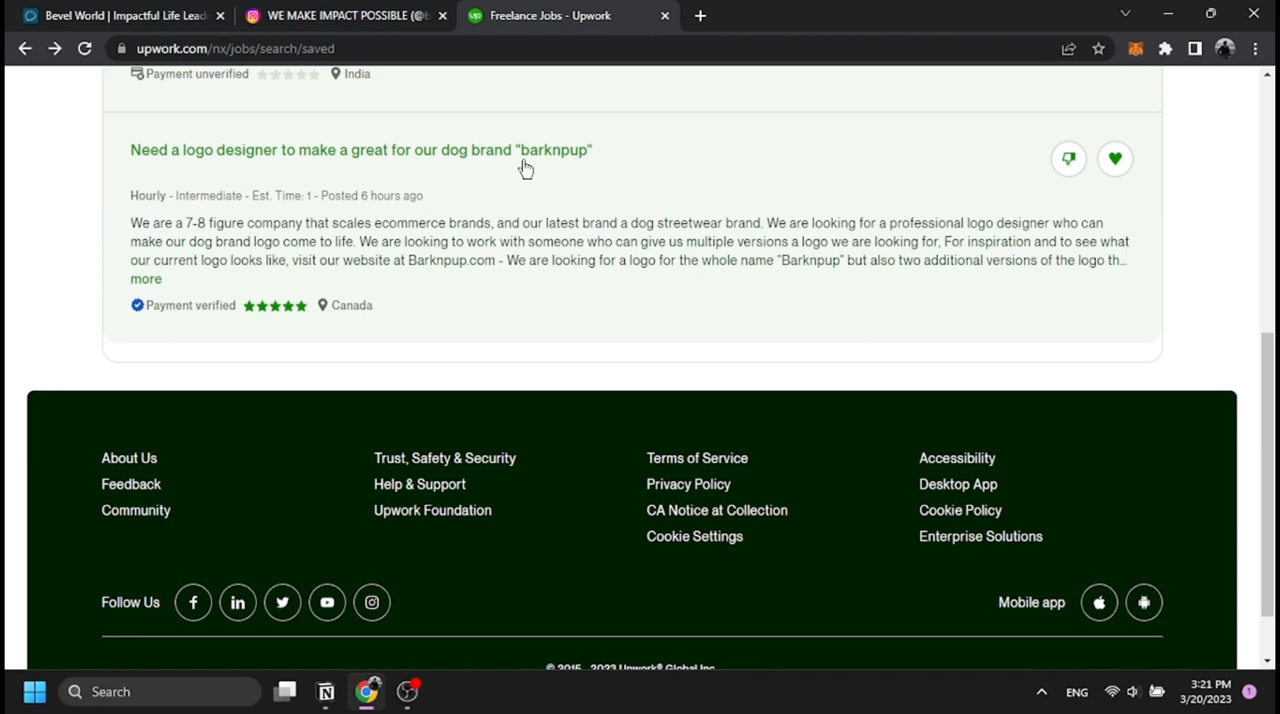 Bevel World | Impactful Life Lead
WE MAKE IMPACT POSSIBLE (@b
up
Freelance Jobs - Upwork
upwork.com/nx/jobs/search/saved
Payment unverified India
Need a logo designer to make a great for our dog brand "barknpup"
Hourly - Intermediate - Est. Time: 1 - Posted 6 hours ago
We are a 7-8 figure company that scales ecommerce brands, and our latest brand a dog streetwear brand. We are looking for a professional logo designer who can
make our dog brand logo come to life. We are looking to work with someone who can give us multiple versions a logo we are looking for, For inspiration and to see what
our current logo looks like, visit our website at Barknpup.com - We are looking for a logo for the whole name "Barknpup" but also two additional versions of the logo th...
more
Payment verified Canada
About Us Trust, Safety & Security Terms of Service Accessibility
Feedback Help & Support Privacy Policy Desktop App
Community Upwork Foundation CA Notice at Collection Cookie Policy
Cookie Settings Enterprise Solutions
Follow Us Mobile app
© 2015 - 2023 Upwork® Global Inc.
Search
ENG
3:21 PM
3/20/2023
1